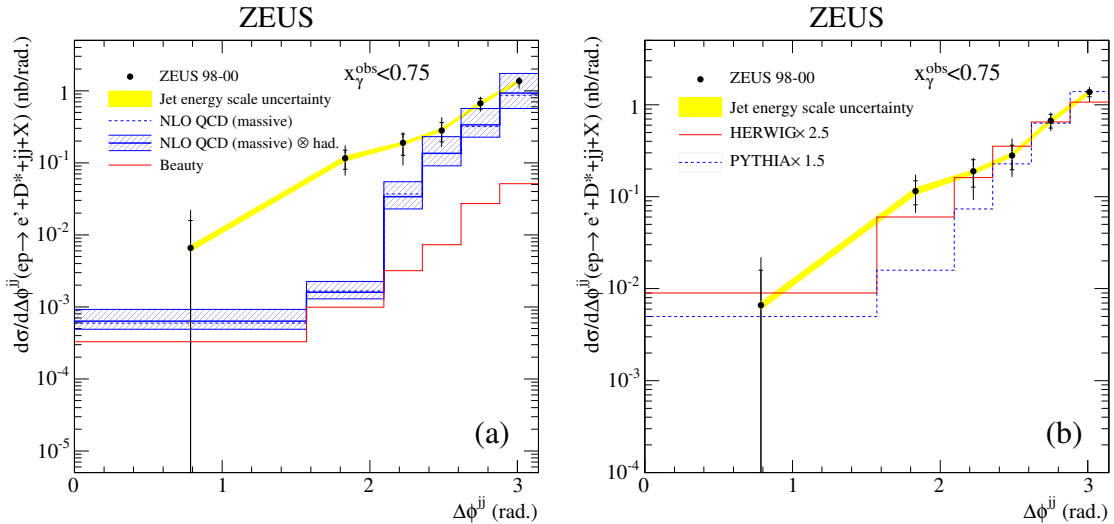 ZEUS
dσ/dΔϕ^jj(ep→ e’+D*+jj+X) (nb/rad.)
x_γ^obs<0.75
ZEUS 98-00
Jet energy scale uncertainty
NLO QCD (massive)
NLO QCD (massive) ⊗ had.
Beauty
1
10^-1
10^-2
10^-3
10^-4
10^-5
(a)
0 1 2 3
Δϕ^jj (rad.)
ZEUS
dσ/dΔϕ^jj(ep→ e’+D*+jj+X) (nb/rad.)
x_γ^obs<0.75
ZEUS 98-00
Jet energy scale uncertainty
HERWIG× 2.5
PYTHIA× 1.5
1
10^-1
10^-2
10^-3
10^-4
(b)
0 1 2 3
Δϕ^jj (rad.)